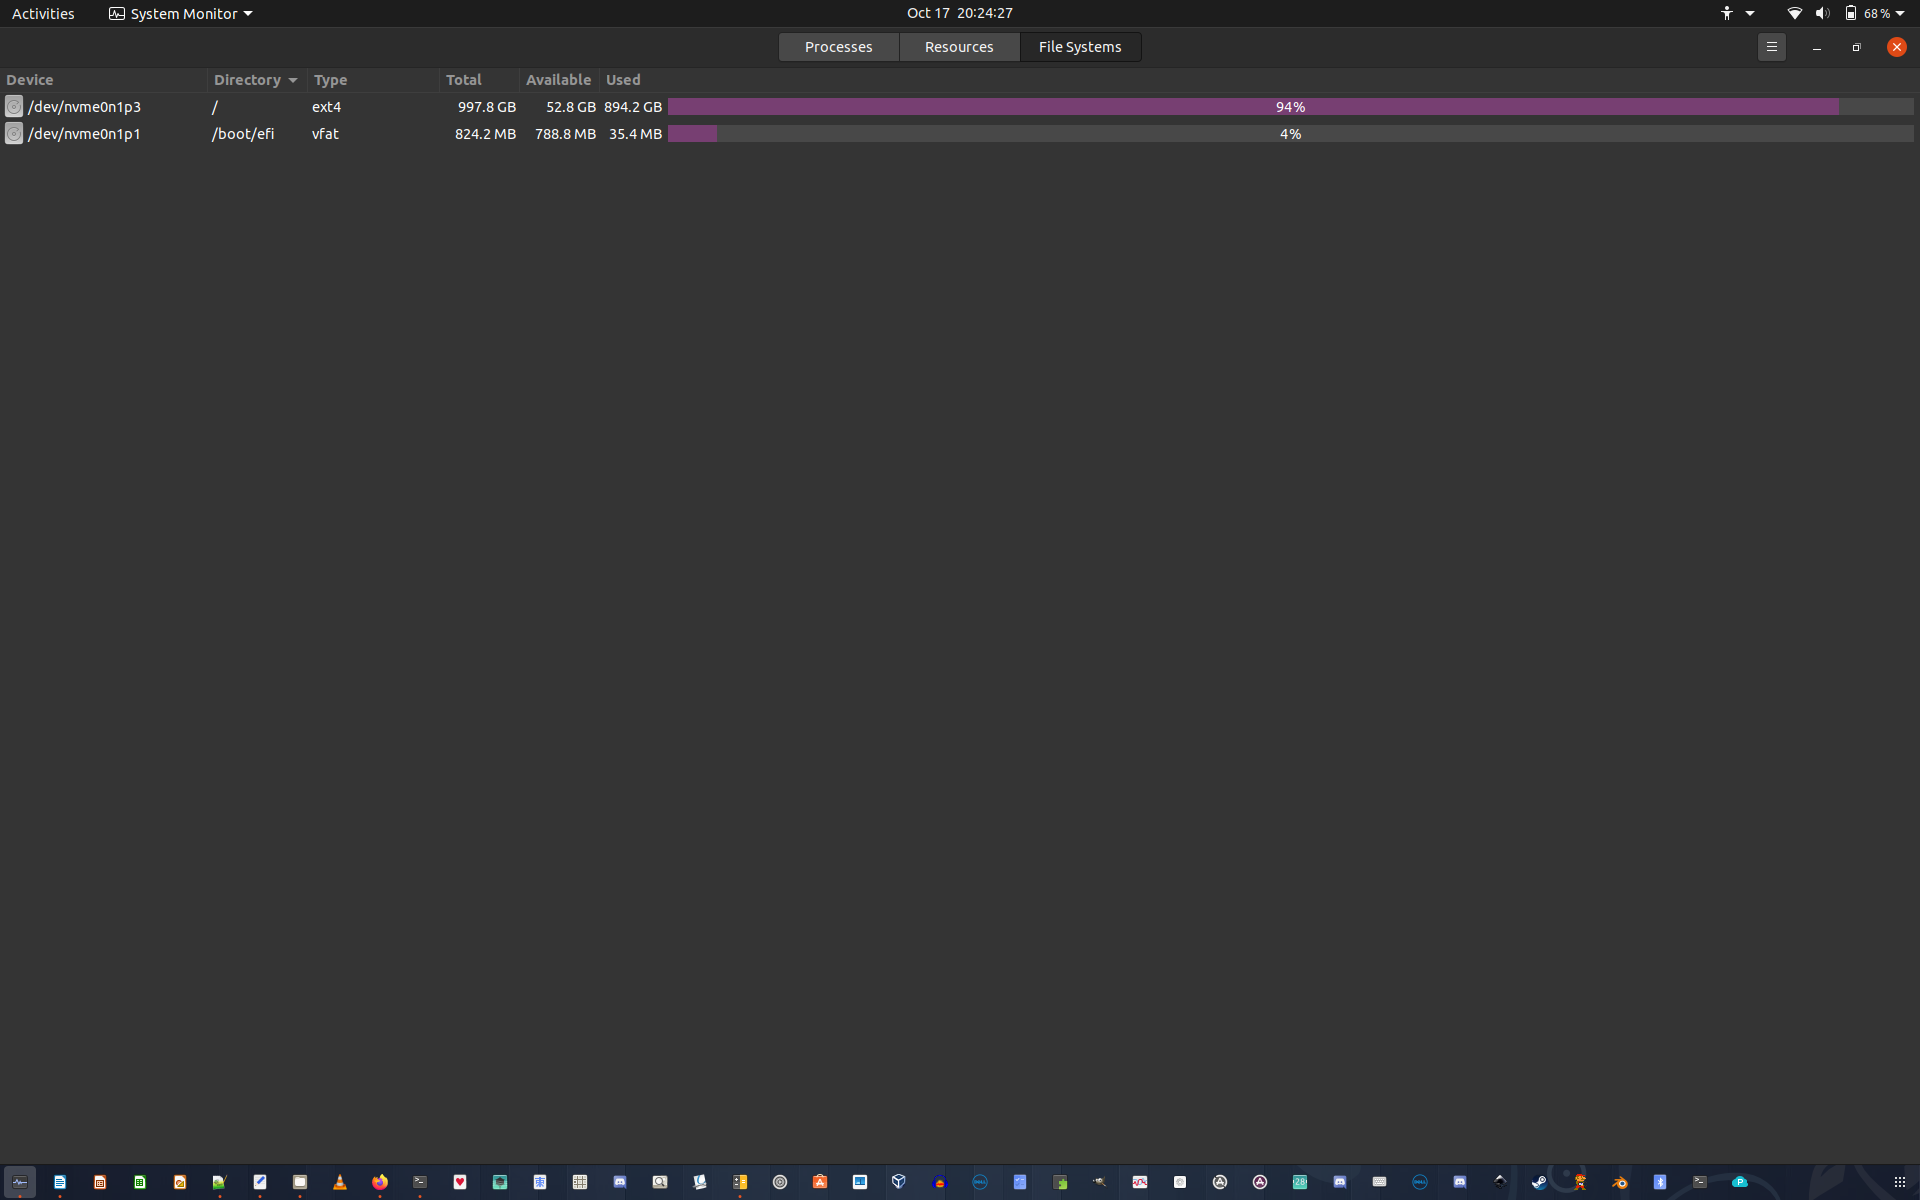 Activities System Monitor Oct 17 20:24:27 68%
Processes Resources File Systems
Device Directory Type Total Available Used
/dev/nvme0n1p3 / ext4 997.8 GB 52.8 GB 894.2 GB 94%
/dev/nvme0n1p1 /boot/efi vfat 824.2 MB 788.8 MB 35.4 MB 4%